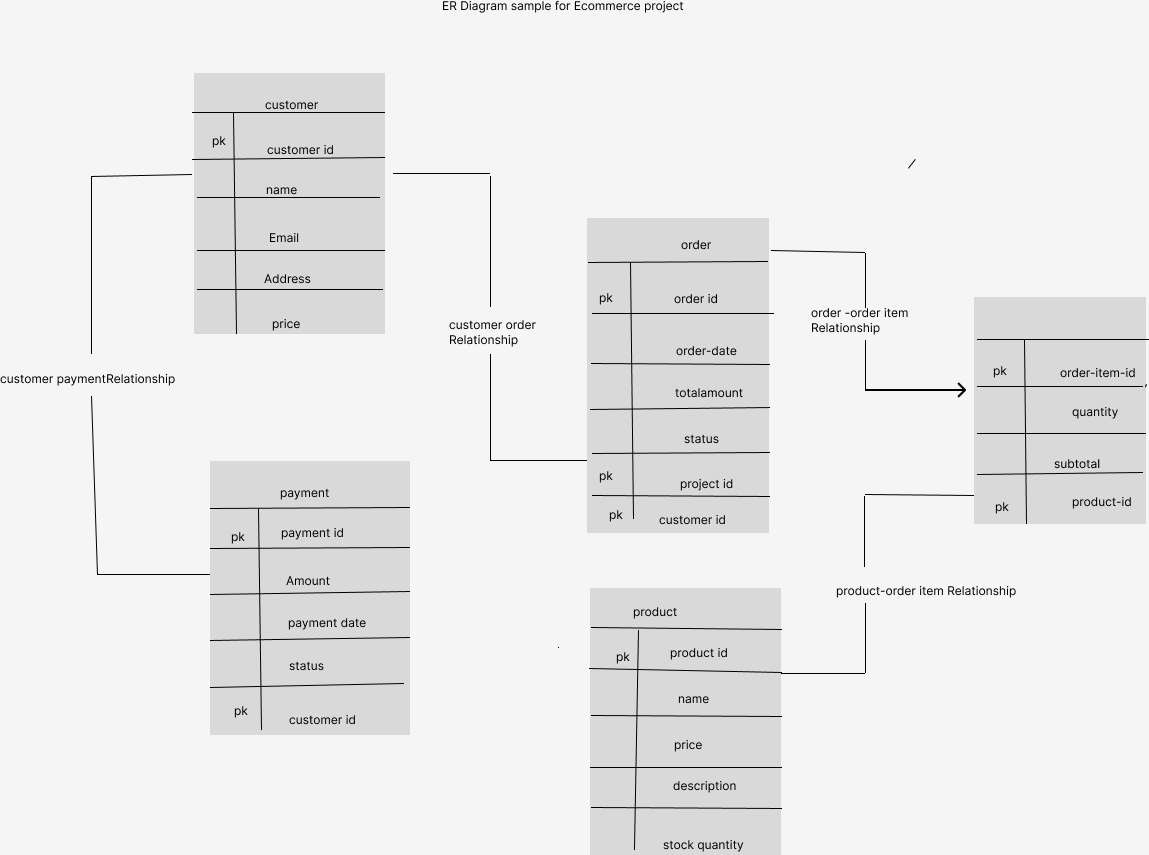 ER Diagram sample for Ecommerce project
customer
pk
customer id
name
Email
Address
price
customer paymentRelationship
payment
pk
payment id
Amount
payment date
status
pk
customer id
customer order
Relationship
order
pk
order id
order-date
totalamount
status
pk
project id
pk
customer id
order -order item
Relationship
pk
order-item-id
quantity
subtotal
pk
product-id
product-order item Relationship
product
pk
product id
name
price
description
stock quantity